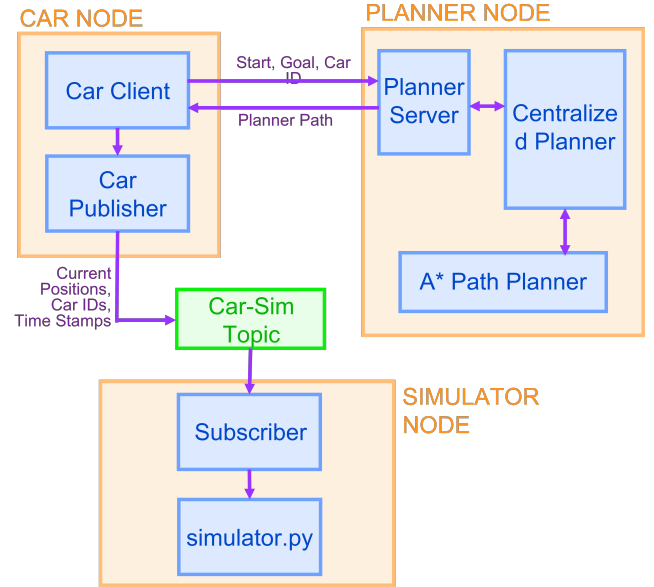 CAR NODE
PLANNER NODE
Car Client
Start, Goal, Car
ID
Planner Path
Planner
Server
Centralize
d Planner
Car
Publisher
A* Path Planner
Current
Positions,
Car IDs,
Time Stamps
Car-Sim
Topic
SIMULATOR
NODE
Subscriber
simulator.py